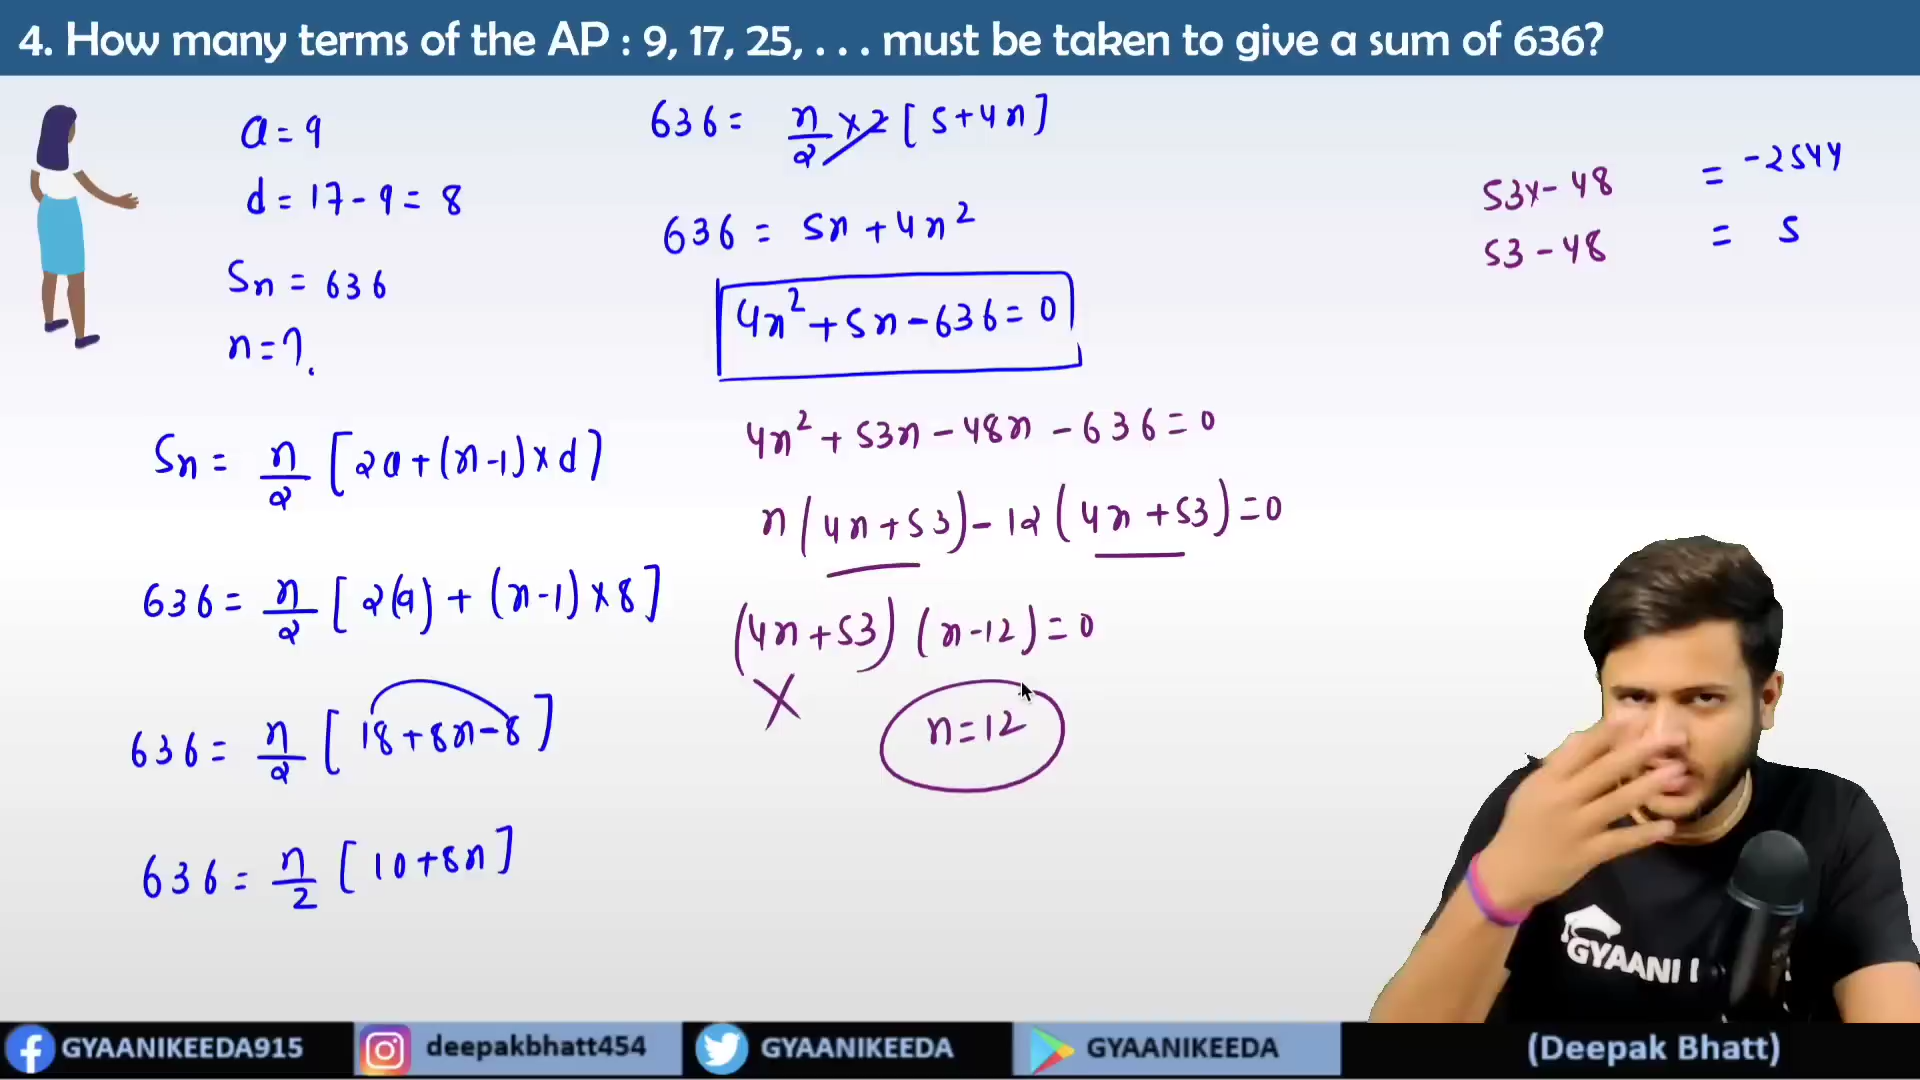 4. How many terms of the AP : 9, 17, 25, . . . must be taken to give a sum of 636?
a = 9
d = 17 - 9 = 8
Sn = 636
n = ?.
Sn = n/2 [2a + (n-1) x d]
636 = n/2 [2(9) + (n-1) x 8]
636 = n/2 [18 + 8n - 8]
636 = n/2 [10 + 8n]
636 = n/2 x 2 [5 + 4n]
636 = 5n + 4n²
4n² + 5n - 636 = 0
4n² + 53n - 48n - 636 = 0
n(4n + 53) - 12(4n + 53) = 0
(4n + 53) (n - 12) = 0
X
n = 12
53x - 48 = -2544
53 - 48 = 5
GYAANI
GYAANIKEEDA915
deepakbhatt454
GYAANIKEEDA
GYAANIKEEDA
(Deepak Bhatt)